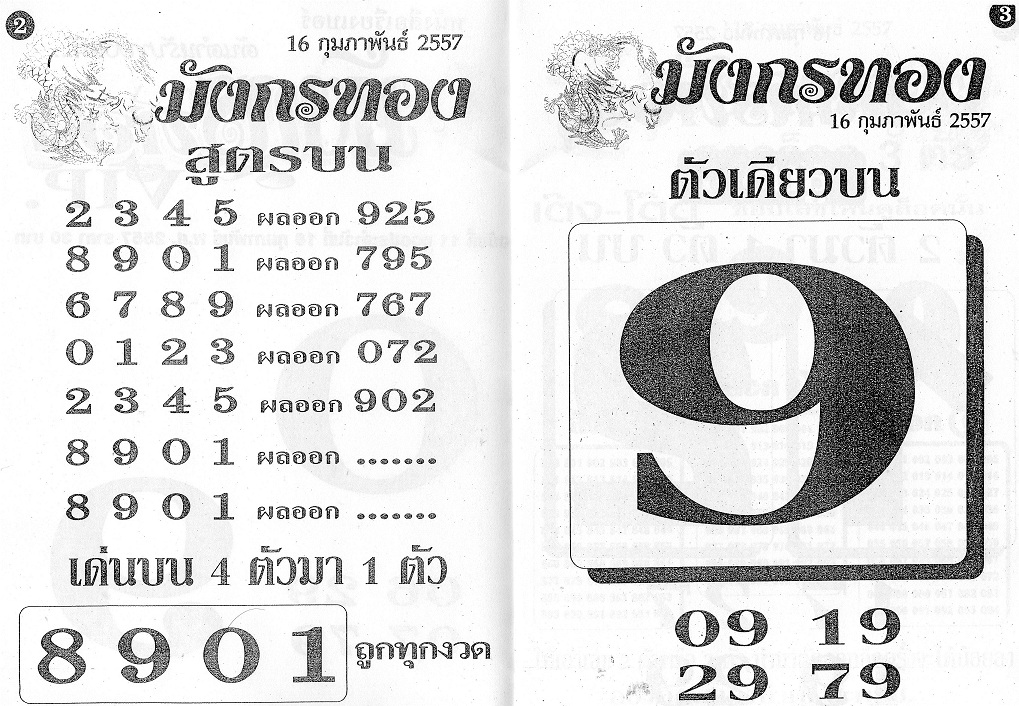 2
16 กุมภาพันธ์ 2557
มังกรทอง
สูตรบน
2 3 4 5 ผลออก 925
8 9 0 1 ผลออก 795
6 7 8 9 ผลออก 767
0 1 2 3 ผลออก 072
2 3 4 5 ผลออก 902
8 9 0 1 ผลออก .......
8 9 0 1 ผลออก .......
เด่นบน 4 ตัวมา 1 ตัว
8 9 0 1 ถูกทุกงวด
3
มังกรทอง
16 กุมภาพันธ์ 2557
ตัวเดียวบน
9
09 19
29 79